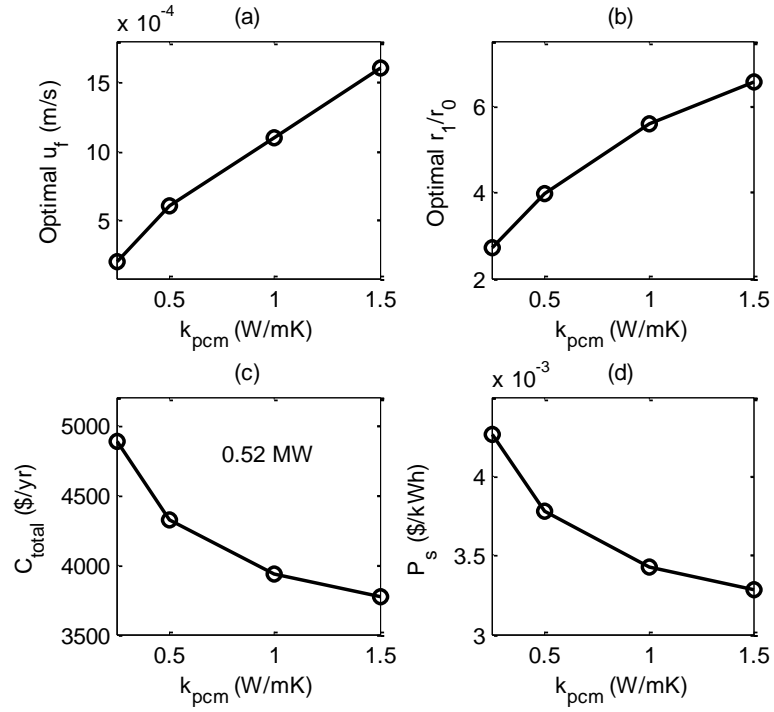 (a)
x 10⁻⁴
15
10
5
0.5 1 1.5
Optimal u_f (m/s)
k_pcm (W/mK)
(b)
6
4
2
0.5 1 1.5
Optimal r_1/r_0
k_pcm (W/mK)
(c)
5000
4500
4000
3500
0.52 MW
0.5 1 1.5
C_total ($/yr)
k_pcm (W/mK)
(d)
x 10⁻³
4
3.5
3
0.5 1 1.5
P_s ($/kWh)
k_pcm (W/mK)